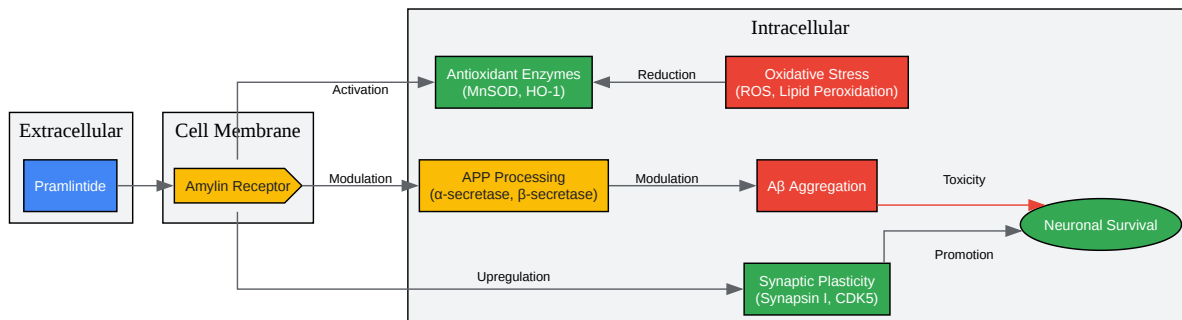 Intracellular
Antioxidant Enzymes
(MnSOD, HO-1)
Reduction
Oxidative Stress
(ROS, Lipid Peroxidation)
Activation
Extracellular
Cell Membrane
Pramlintide
Amylin Receptor
Modulation
APP Processing
(α-secretase, β-secretase)
Modulation
Aβ Aggregation
Toxicity
Neuronal Survival
Promotion
Upregulation
Synaptic Plasticity
(Synapsin I, CDK5)